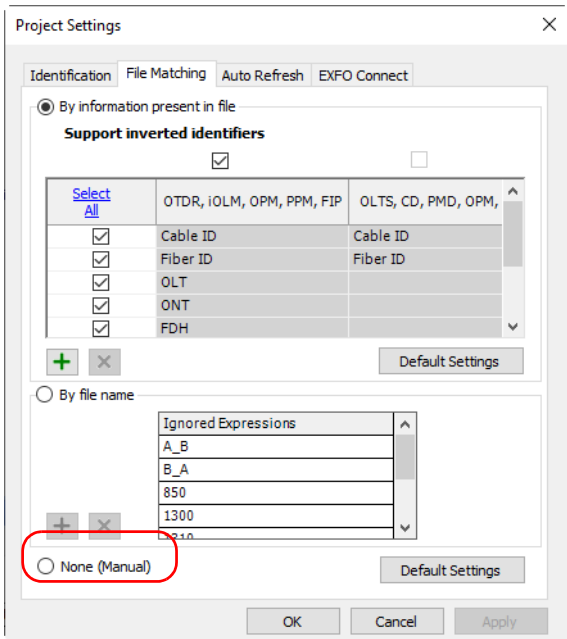 Project Settings
Identification File Matching Auto Refresh EXFO Connect
By information present in file
Support inverted identifiers
Select All OTDR, iOLM, OPM, PPM, FIP OLTS, CD, PMD, OPM,
Cable ID Cable ID
Fiber ID Fiber ID
OLT
ONT
FDH
Default Settings
By file name
Ignored Expressions
A_B
B_A
850
1300
1310
None (Manual)
Default Settings
OK Cancel Apply